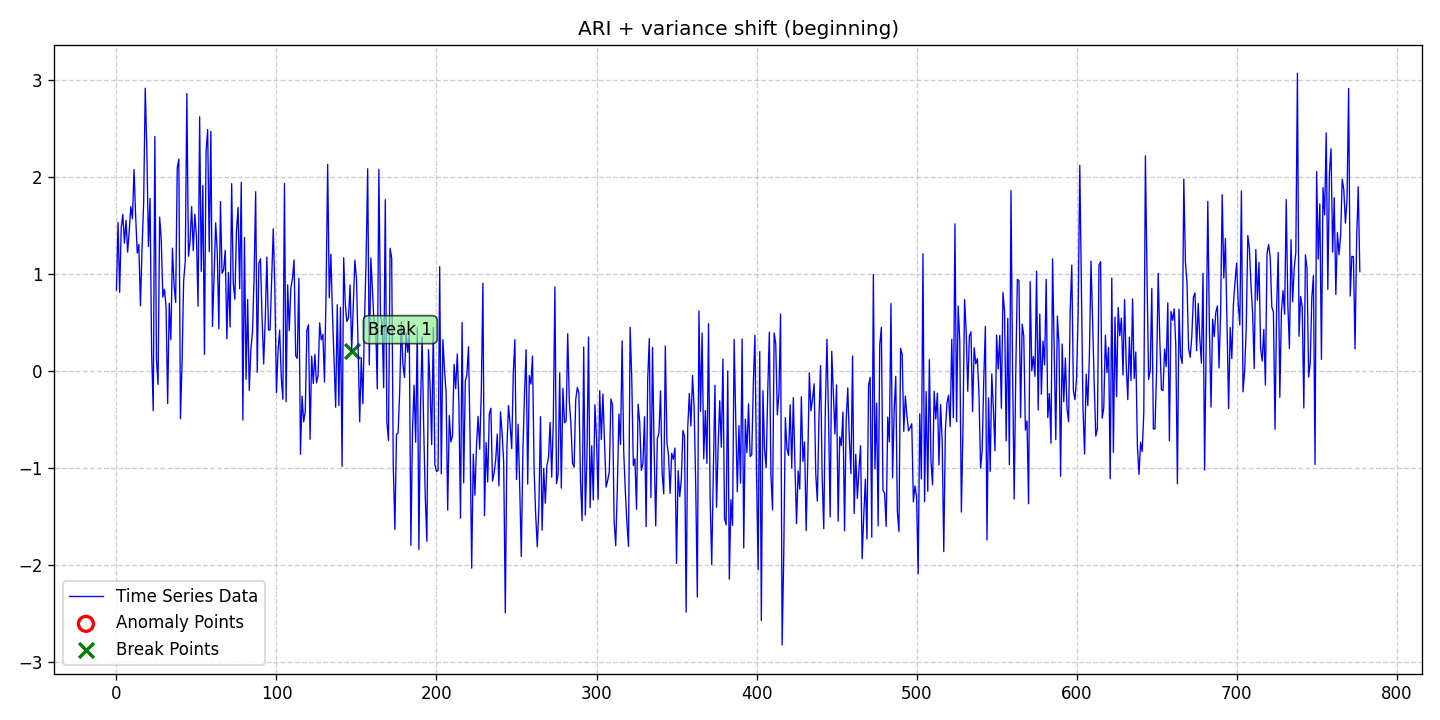 ARI + variance shift (beginning)
3
2
1
0
−1
−2
−3
Break 1
Time Series Data
Anomaly Points
Break Points
0 100 200 300 400 500 600 700 800